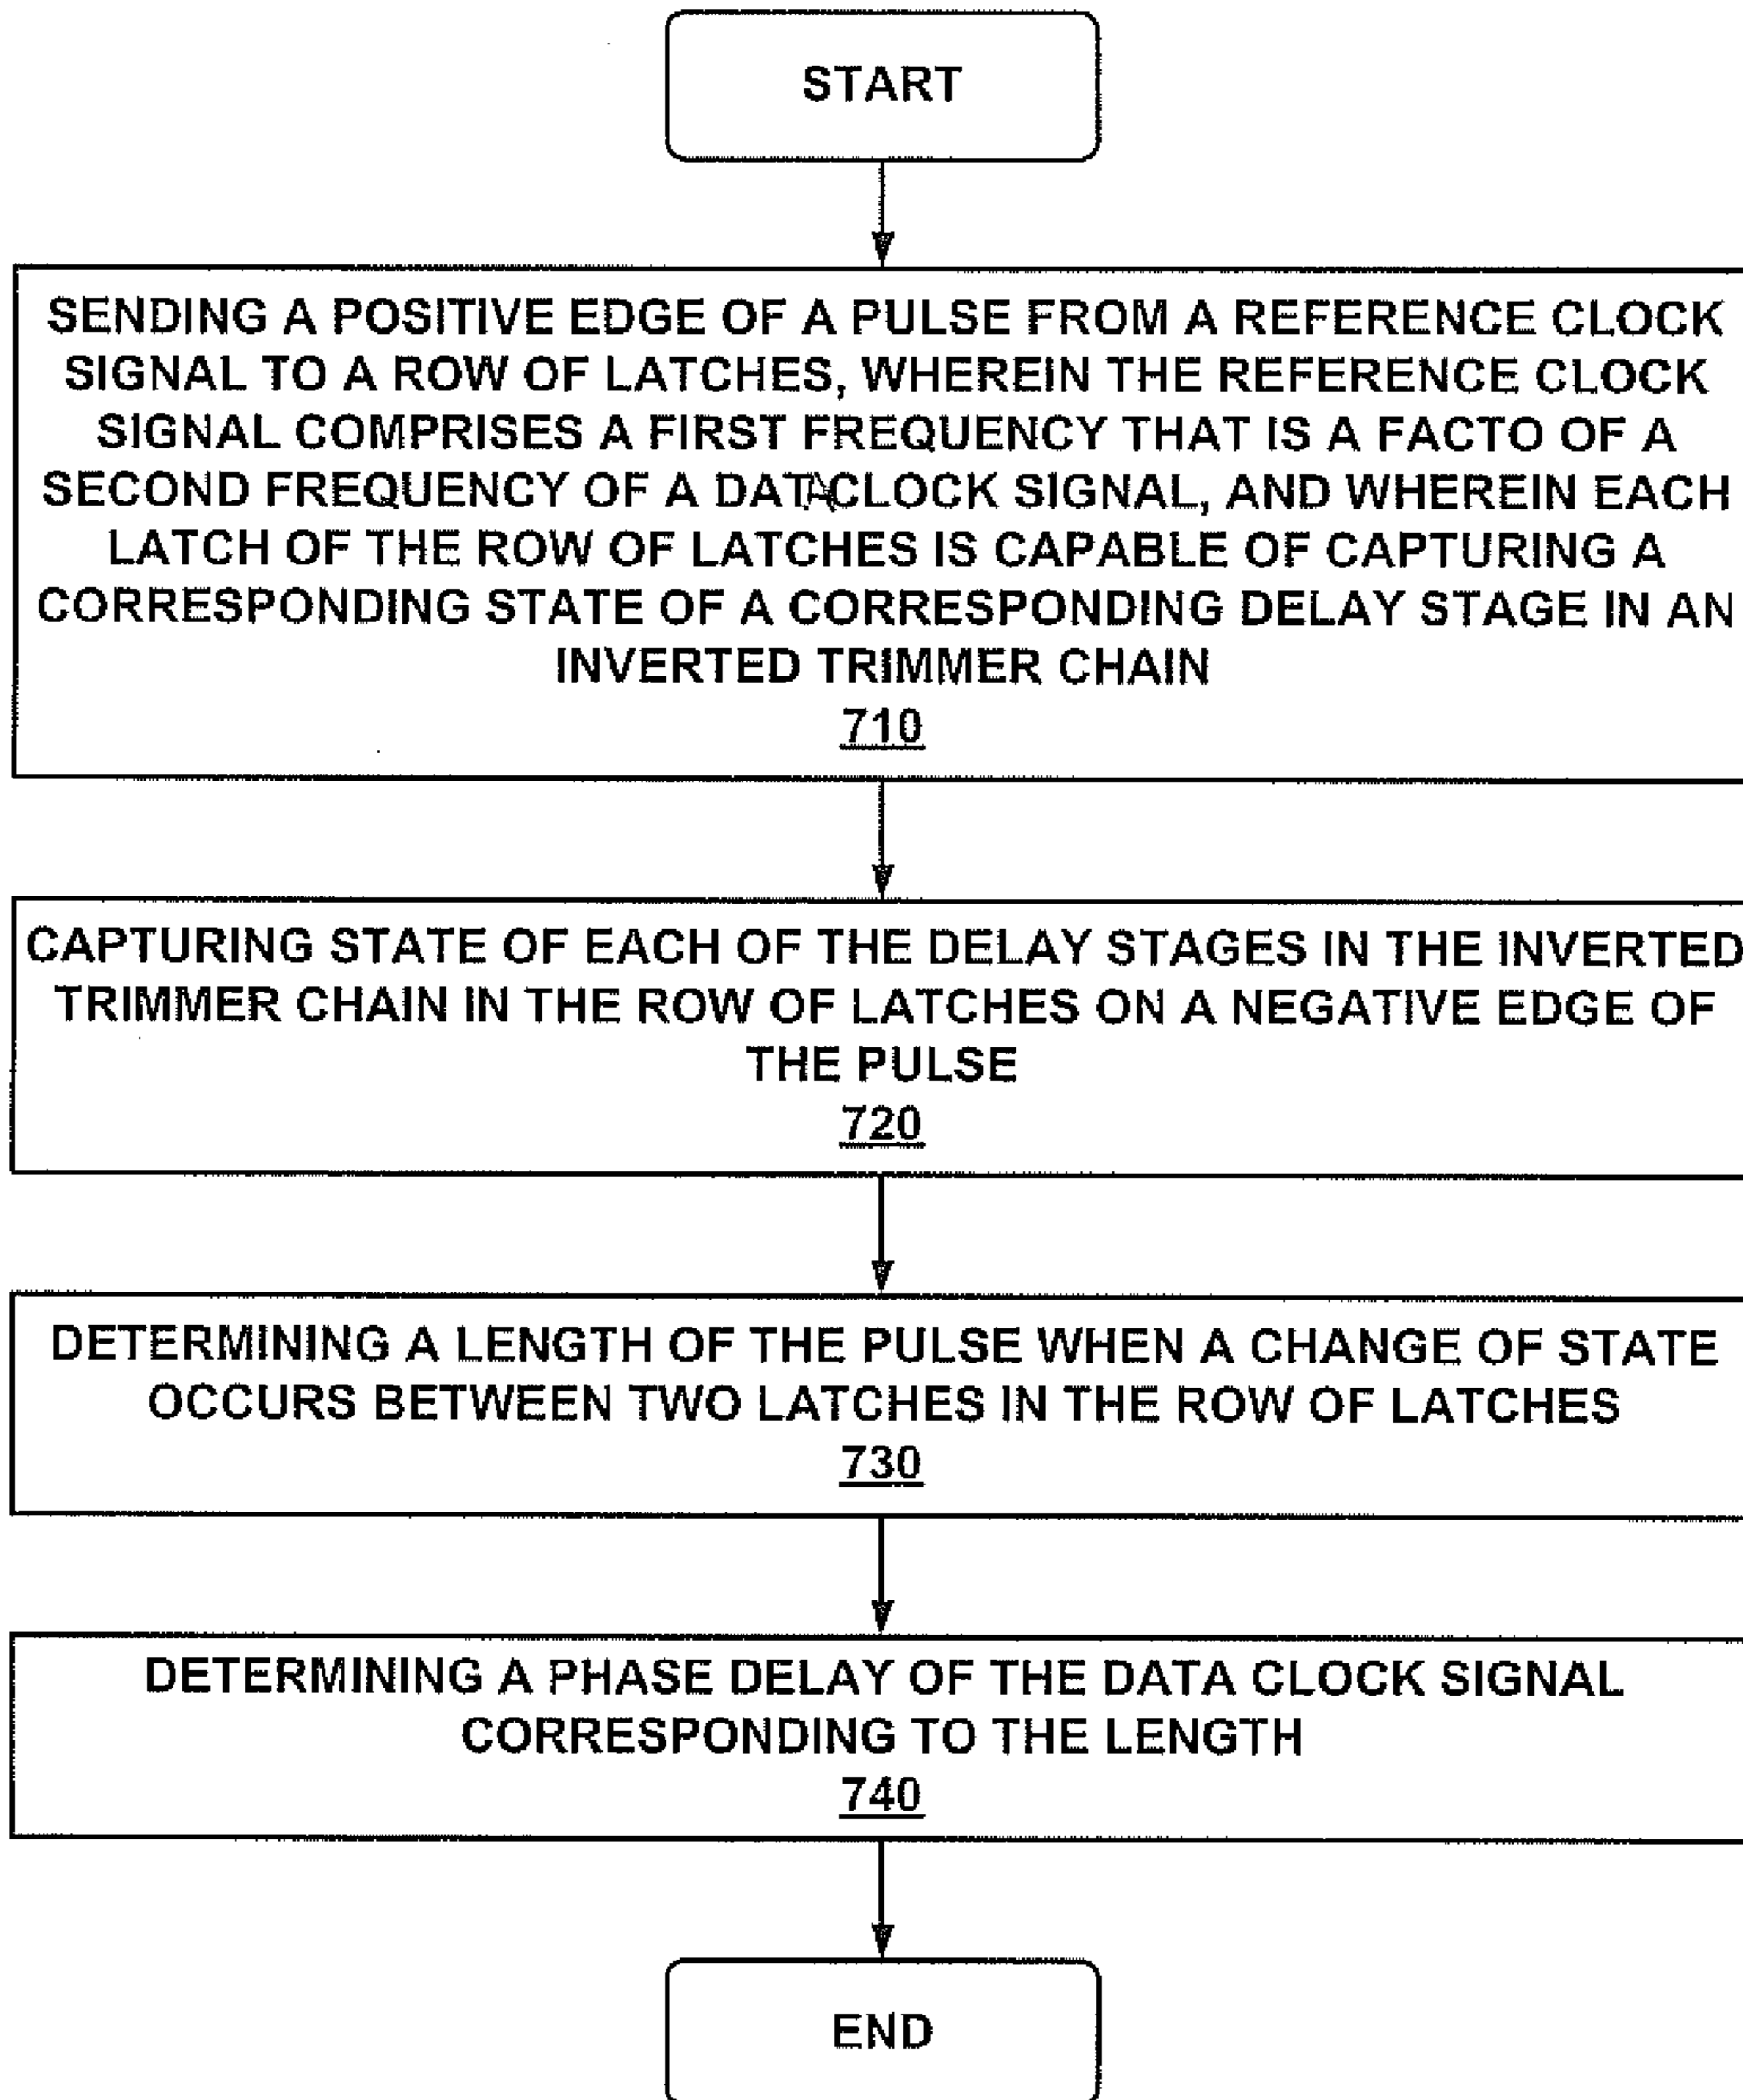 START
SENDING A POSITIVE EDGE OF A PULSE FROM A REFERENCE CLOCK
SIGNAL TO A ROW OF LATCHES, WHEREIN THE REFERENCE CLOCK
SIGNAL COMPRISES A FIRST FREQUENCY THAT IS A FACTO OF A
SECOND FREQUENCY OF A DATA CLOCK SIGNAL, AND WHEREIN EACH
LATCH OF THE ROW OF LATCHES IS CAPABLE OF CAPTURING A
CORRESPONDING STATE OF A CORRESPONDING DELAY STAGE IN AN
INVERTED TRIMMER CHAIN
710
CAPTURING STATE OF EACH OF THE DELAY STAGES IN THE INVERTED
TRIMMER CHAIN IN THE ROW OF LATCHES ON A NEGATIVE EDGE OF
THE PULSE
720
DETERMINING A LENGTH OF THE PULSE WHEN A CHANGE OF STATE
OCCURS BETWEEN TWO LATCHES IN THE ROW OF LATCHES
730
DETERMINING A PHASE DELAY OF THE DATA CLOCK SIGNAL
CORRESPONDING TO THE LENGTH
740
END